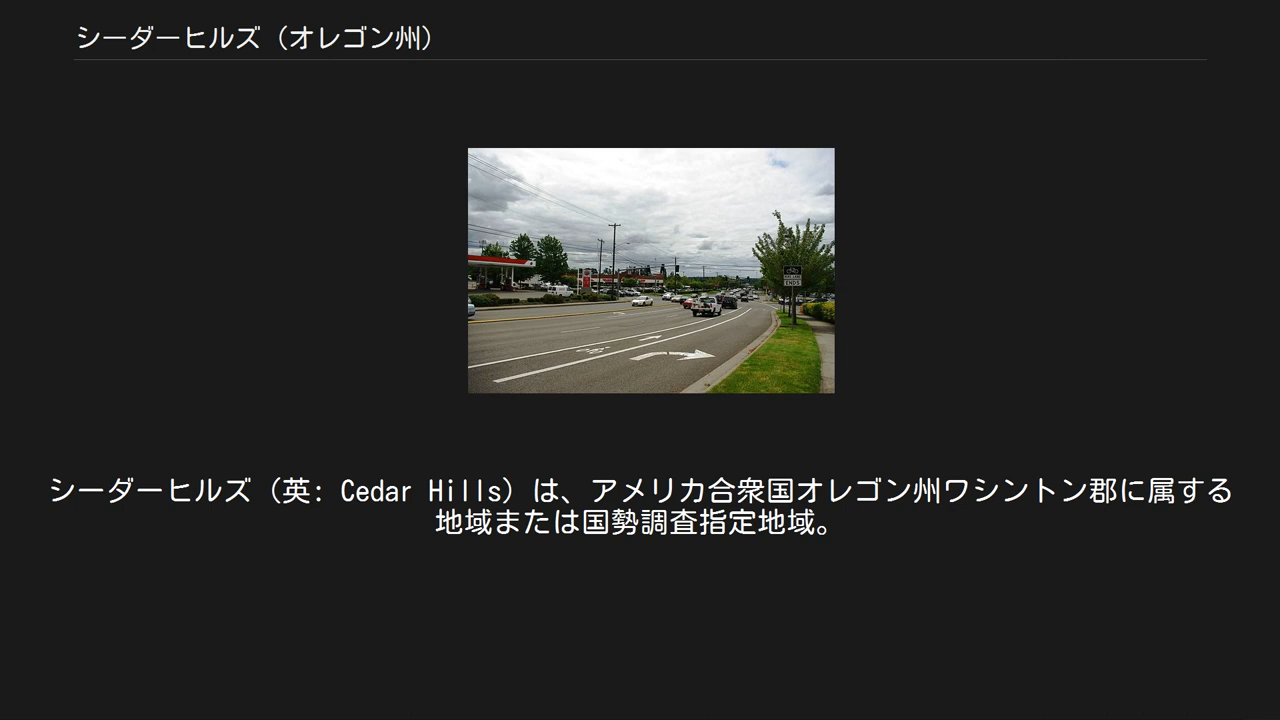 シーダーヒルズ（オレゴン州）
ENDS
シーダーヒルズ（英: Cedar Hills）は、アメリカ合衆国オレゴン州ワシントン郡に属する
地域または国勢調査指定地域。